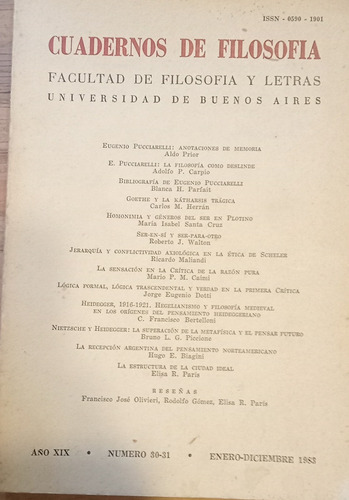 ISSN - 0590 - 1901
CUADERNOS DE FILOSOFIA
FACULTAD DE FILOSOFIA Y LETRAS
UNIVERSIDAD DE BUENOS AIRES
EUGENIO PUCCIARELLI: ANOTACIONES DE MEMORIA
Aldo Prior
E. PUCCIARELLI: LA FILOSOFÍA COMO DESLINDE
Adolfo P. Carpio
BIBLIOGRAFÍA DE EUGENIO PUCCIARELLI
Blanca H. Parfait
GOETHE Y LA KÁTHARSIS TRÁGICA
Carlos M. Herrán
HOMONIMIA Y GÉNEROS DEL SER EN PLOTINO
María Isabel Santa Cruz
SER-EN-SÍ Y SER-PARA-OTRO
Roberto J. Walton
JERARQUÍA Y CONFLICTIVIDAD AXIOLÓGICA EN LA ÉTICA DE SCHELER
Ricardo Maliandi
LA SENSACIÓN EN LA CRÍTICA DE LA RAZÓN PURA
Mario P. M. Caimi
LÓGICA FORMAL, LÓGICA TRASCENDENTAL Y VERDAD EN LA PRIMERA CRÍTICA
Jorge Eugenio Dotti
HEIDEGGER, 1916-1921. HEGELIANISMO Y FILOSOFÍA MEDIEVAL
EN LOS ORÍGENES DEL PENSAMIENTO HEIDEGGERIANO
C. Francisco Bertelloni
NIETZSCHE Y HEIDEGGER: LA SUPERACIÓN DE LA METAFÍSICA Y EL PENSAR FUTURO
Bruno L. G. Piccione
LA RECEPCIÓN ARGENTINA DEL PENSAMIENTO NORTEAMERICANO
Hugo E. Biagini
LA ESTRUCTURA DE LA CIUDAD IDEAL
Elisa R. París
RESEÑAS
Francisco José Olivieri, Rodolfo Gómez, Elisa R. París
AÑO XIX • NUMERO 30-31 • ENERO-DICIEMBRE 1983